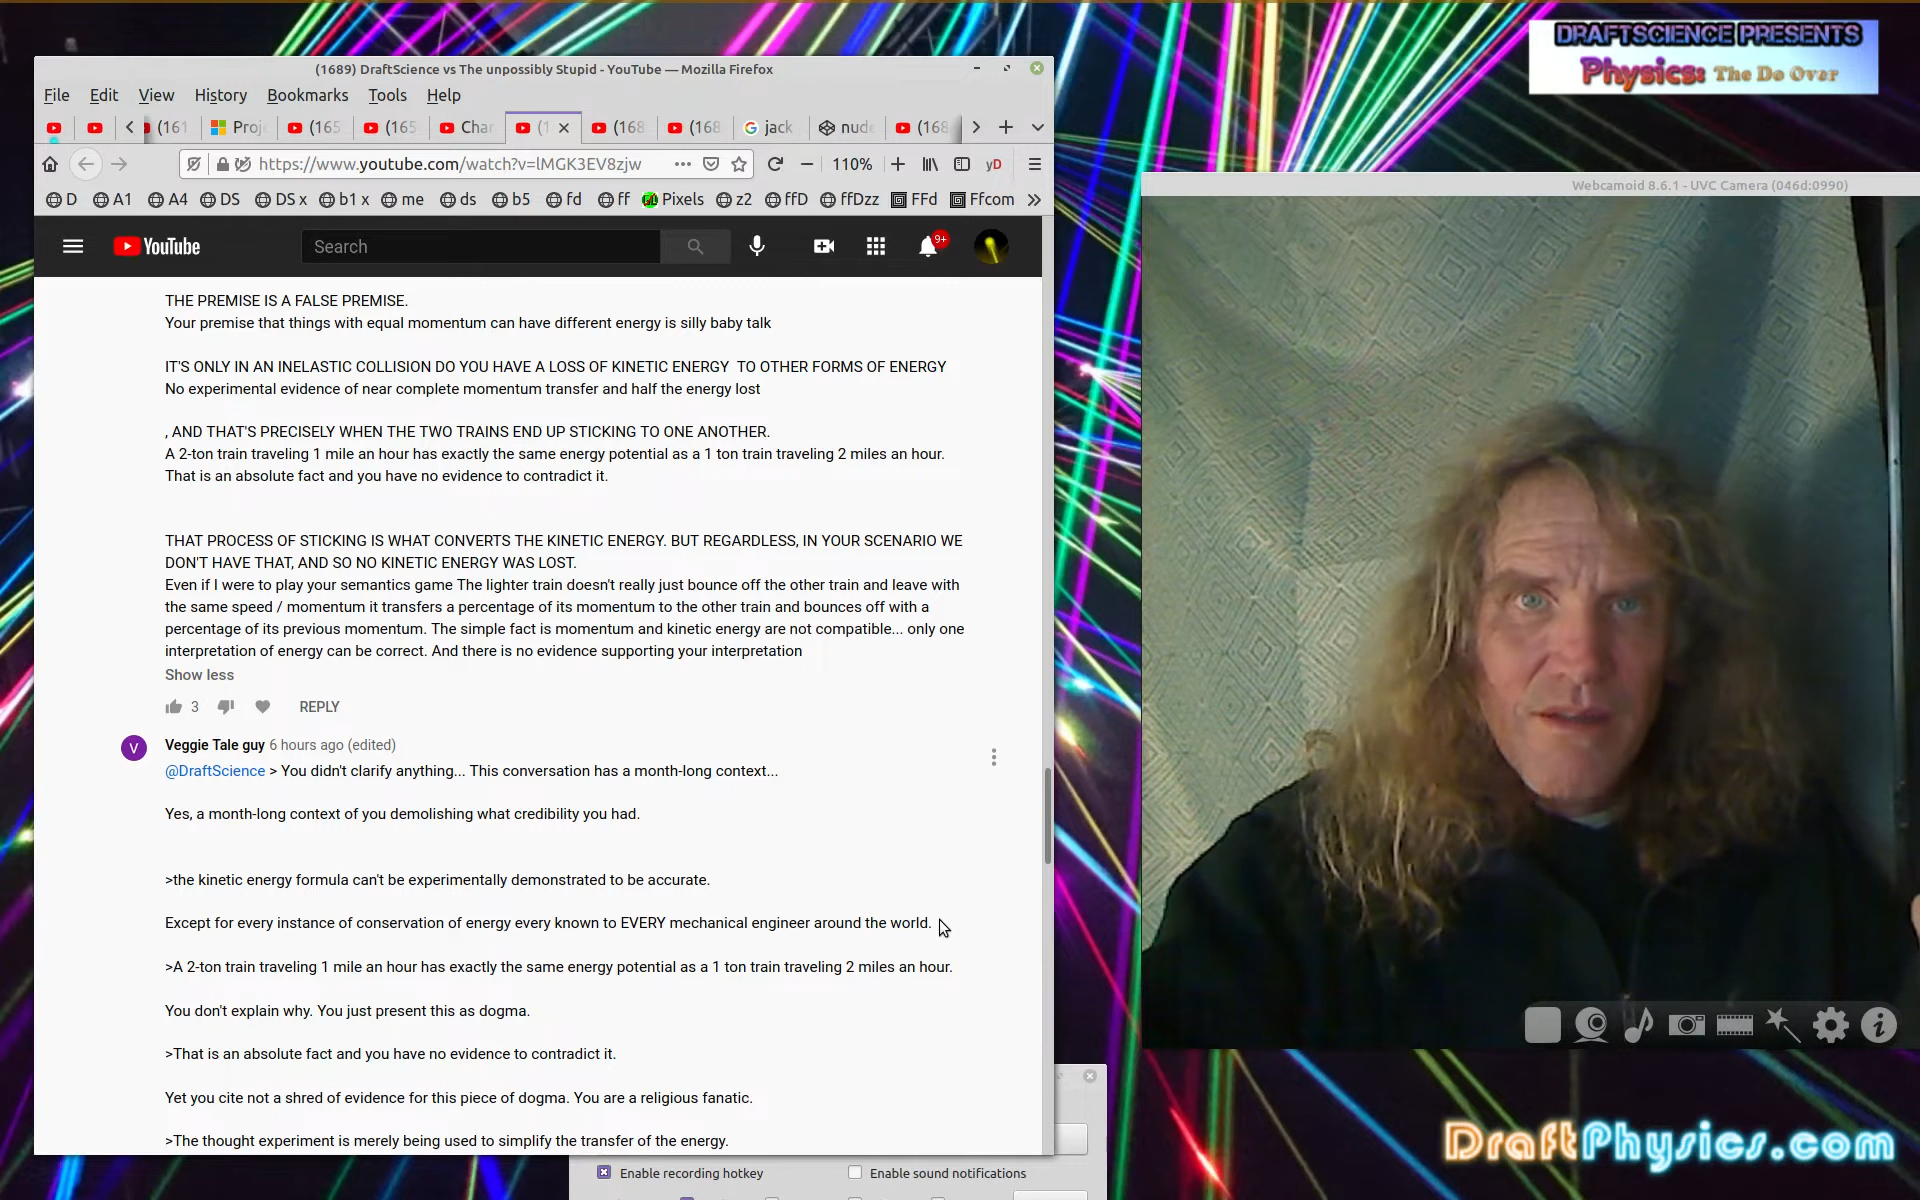 DRAFTSCIENCE PRESENTS
Physics: The Do Over
(1689) DraftScience vs The unpossibly Stupid - YouTube — Mozilla Firefox
File Edit View History Bookmarks Tools Help
(161 Proj (165 (165 Char (1 (168 (168 jack nude (168
https://www.youtube.com/watch?v=lMGK3EV8zjw 110% yD
D A1 A4 DS DS x b1 x me ds b5 fd ff Pixels z2 ffD ffDzz FFd Ffcom
Webcamoid 8.6.1 - UVC Camera (046d:0990)
YouTube Search 9+
THE PREMISE IS A FALSE PREMISE.
Your premise that things with equal momentum can have different energy is silly baby talk
IT'S ONLY IN AN INELASTIC COLLISION DO YOU HAVE A LOSS OF KINETIC ENERGY TO OTHER FORMS OF ENERGY
No experimental evidence of near complete momentum transfer and half the energy lost
, AND THAT'S PRECISELY WHEN THE TWO TRAINS END UP STICKING TO ONE ANOTHER.
A 2-ton train traveling 1 mile an hour has exactly the same energy potential as a 1 ton train traveling 2 miles an hour.
That is an absolute fact and you have no evidence to contradict it.
THAT PROCESS OF STICKING IS WHAT CONVERTS THE KINETIC ENERGY. BUT REGARDLESS, IN YOUR SCENARIO WE
DON'T HAVE THAT, AND SO NO KINETIC ENERGY WAS LOST.
Even if I were to play your semantics game The lighter train doesn't really just bounce off the other train and leave with
the same speed / momentum it transfers a percentage of its momentum to the other train and bounces off with a
percentage of its previous momentum. The simple fact is momentum and kinetic energy are not compatible... only one
interpretation of energy can be correct. And there is no evidence supporting your interpretation
Show less
3 REPLY
V Veggie Tale guy 6 hours ago (edited)
@DraftScience > You didn't clarify anything... This conversation has a month-long context...
Yes, a month-long context of you demolishing what credibility you had.
>the kinetic energy formula can't be experimentally demonstrated to be accurate.
Except for every instance of conservation of energy every known to EVERY mechanical engineer around the world.
>A 2-ton train traveling 1 mile an hour has exactly the same energy potential as a 1 ton train traveling 2 miles an hour.
You don't explain why. You just present this as dogma.
>That is an absolute fact and you have no evidence to contradict it.
Yet you cite not a shred of evidence for this piece of dogma. You are a religious fanatic.
>The thought experiment is merely being used to simplify the transfer of the energy.
Enable recording hotkey Enable sound notifications
DraftPhysics.com